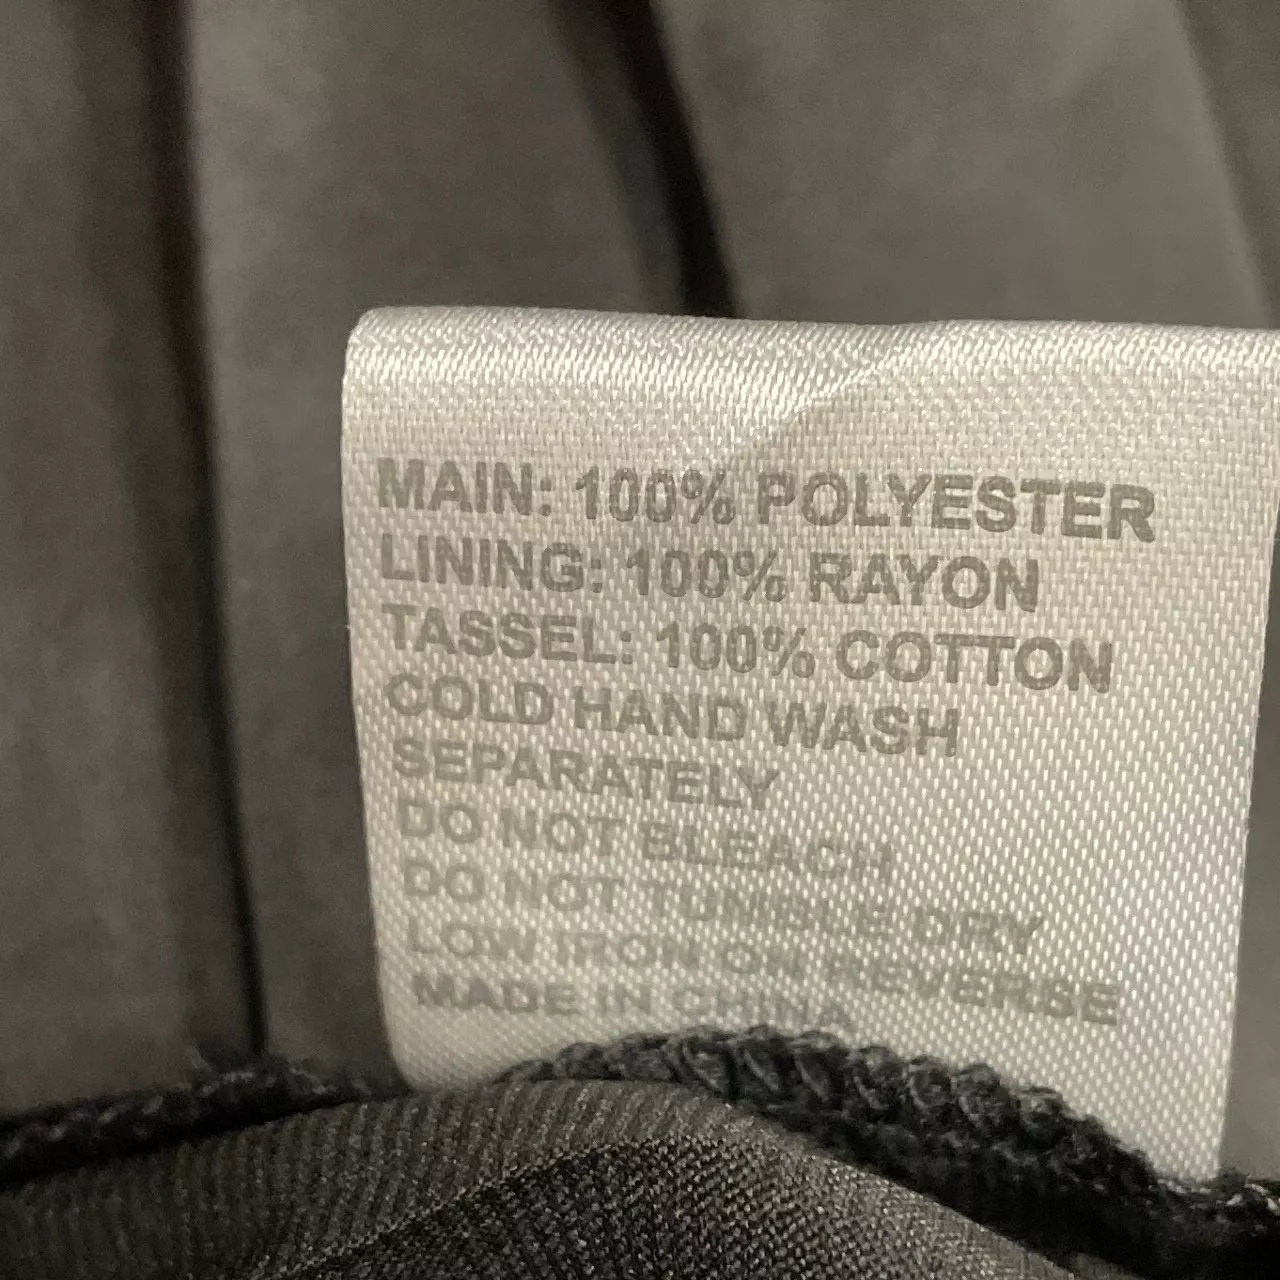 MAIN: 100% POLYESTER
LINING: 100% RAYON
TASSEL: 100% COTTON
COLD HAND WASH
SEPARATELY
DO NOT BLEACH
DO NOT TUMBLE DRY
LOW IRON ON REVERSE
MADE IN CHINA